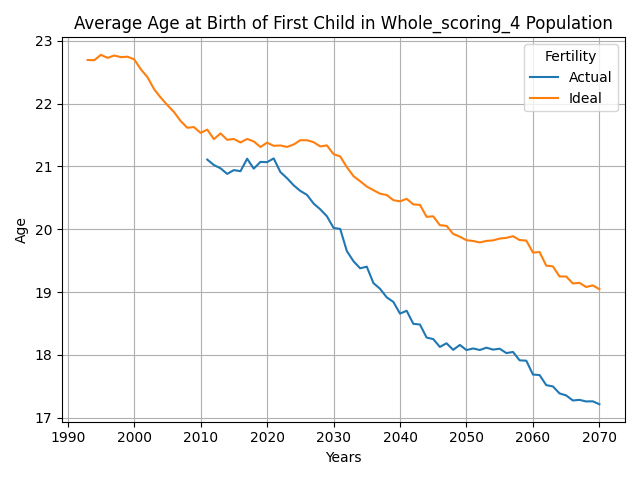 Average Age at Birth of First Child in Whole_scoring_4 Population
Fertility
Actual
Ideal
Age
23
22
21
20
19
18
17
1990 2000 2010 2020 2030 2040 2050 2060 2070
Years